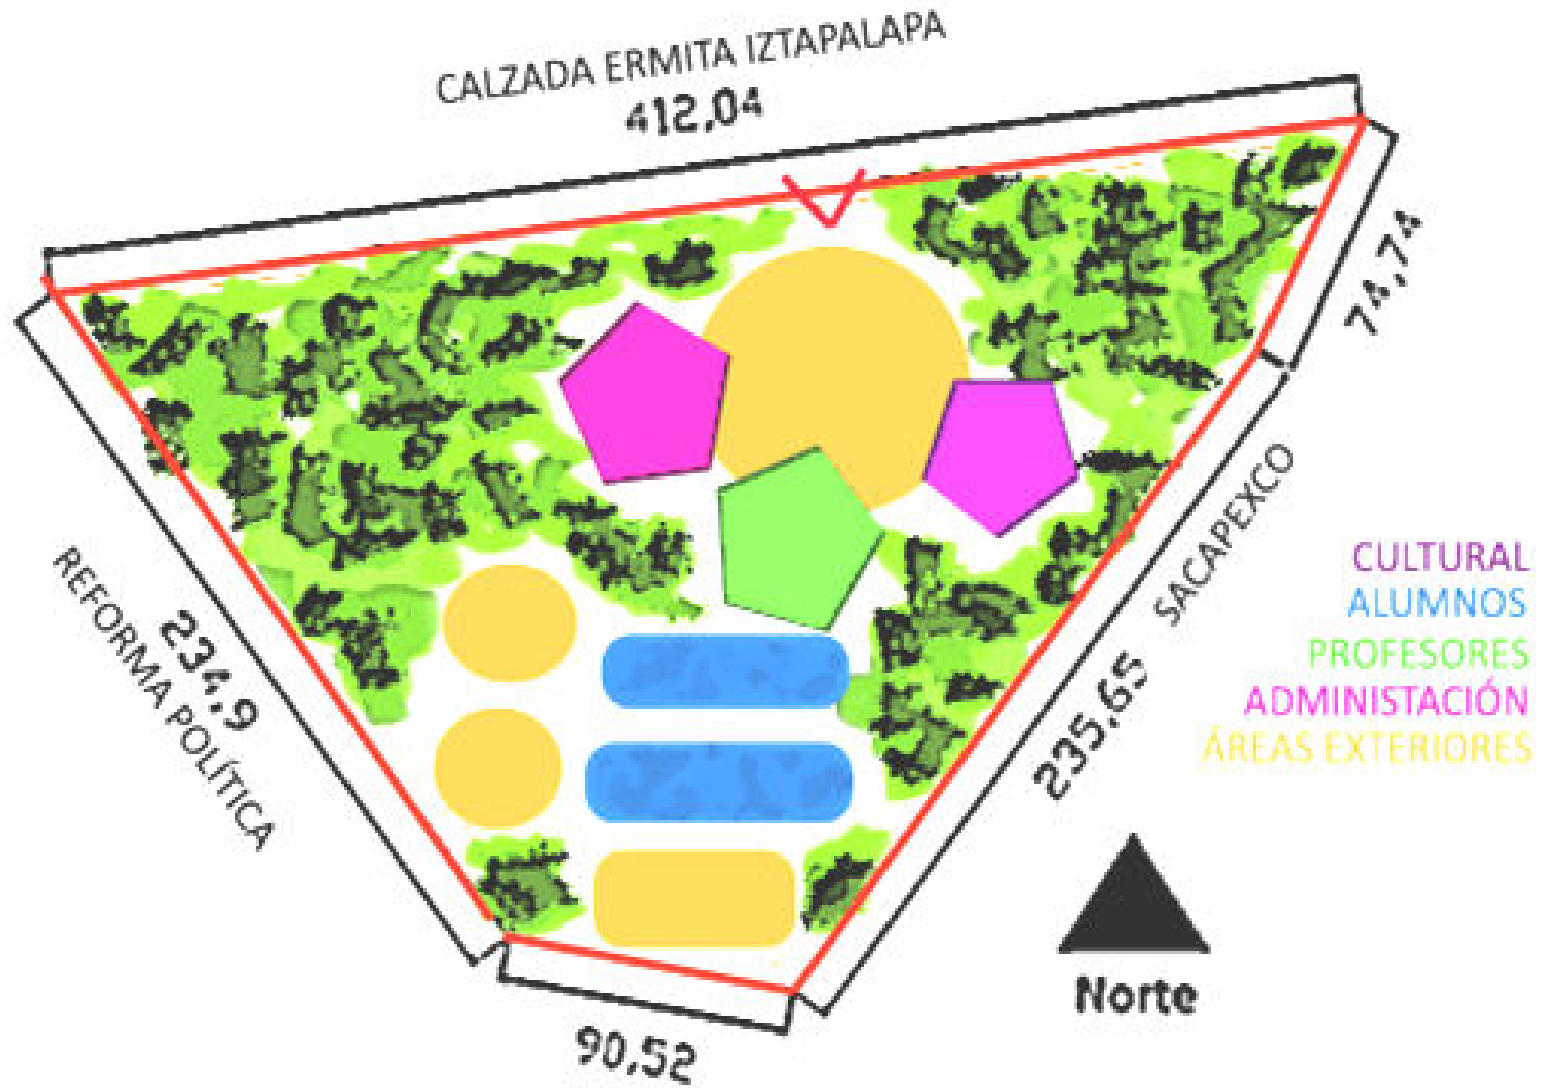 CALZADA ERMITA IZTAPALAPA
412,04
74,74
SACAPEXCO
235,65
REFORMA POLÍTICA
234,9
90,52
CULTURAL
ALUMNOS
PROFESORES
ADMINISTACIÓN
ÁREAS EXTERIORES
Norte